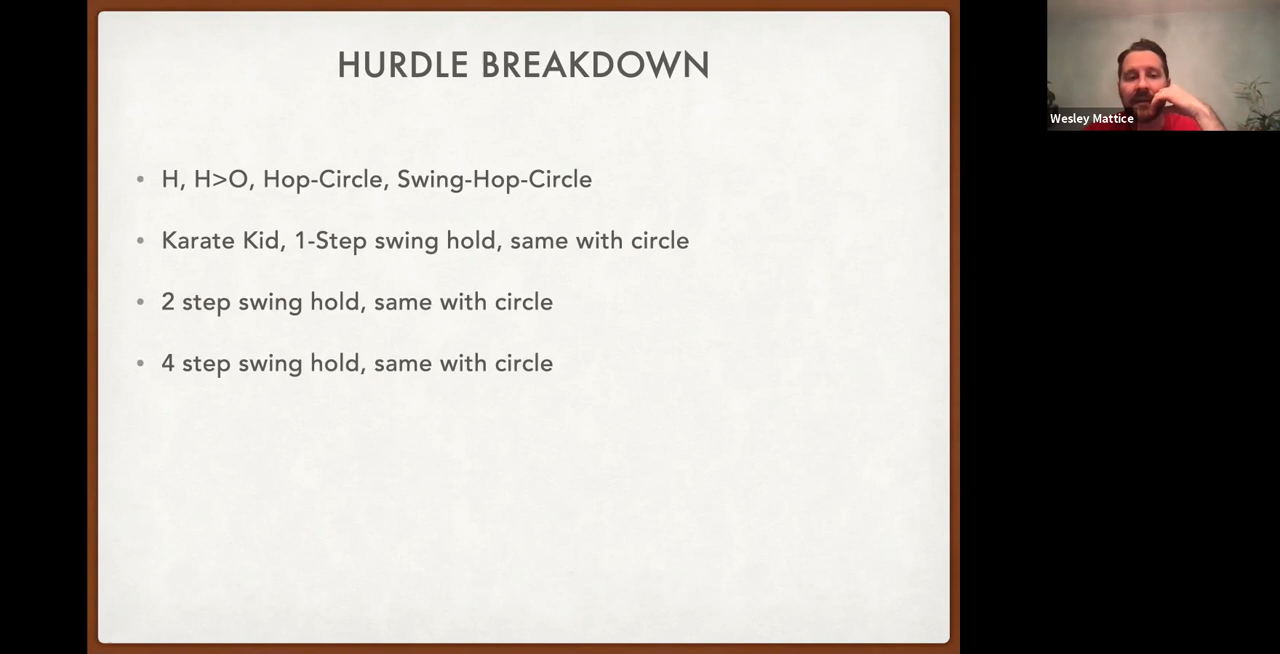 HURDLE BREAKDOWN
H, H>O, Hop-Circle, Swing-Hop-Circle
Karate Kid, 1-Step swing hold, same with circle
2 step swing hold, same with circle
4 step swing hold, same with circle
Wesley Mattice